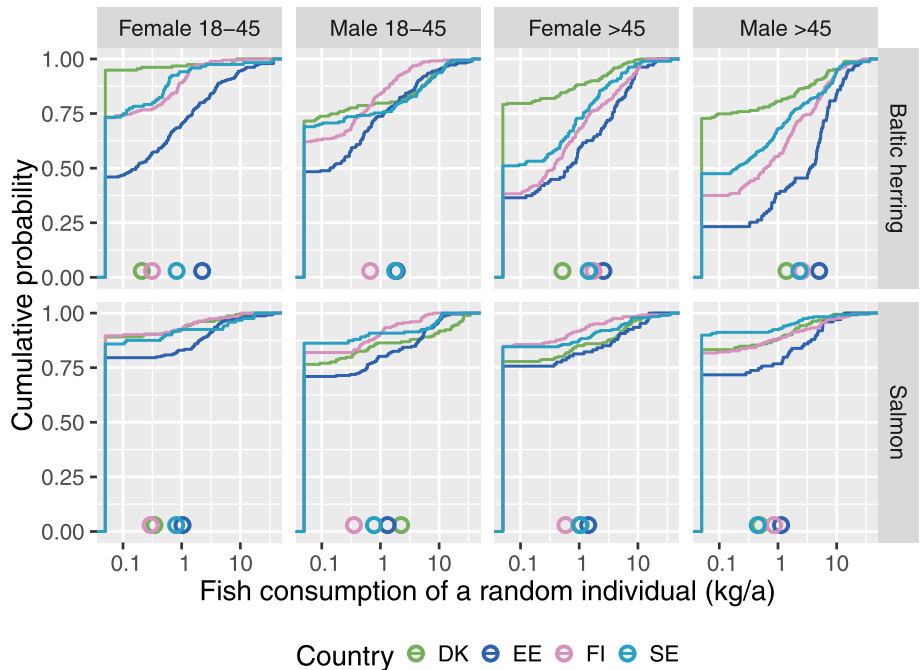 Female 18−45 Male 18−45 Female >45 Male >45
1.00
0.75
0.50
0.25
0.00
Baltic herring
1.00
0.75
0.50
0.25
0.00
Salmon
Cumulative probability
0.1 1 10 0.1 1 10 0.1 1 10 0.1 1 10
Fish consumption of a random individual (kg/a)
Country DK EE FI SE